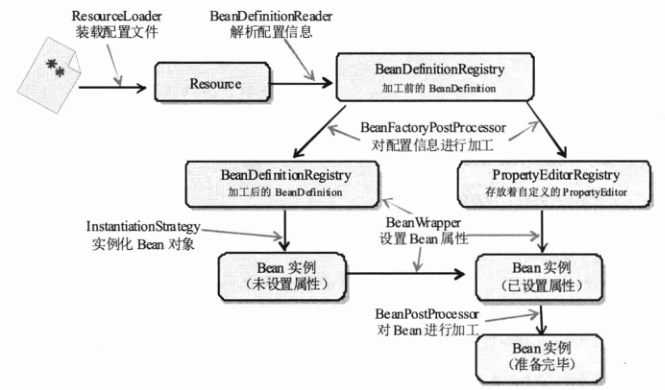 ResourceLoader
装载配置文件
BeanDefinitionReader
解析配置信息
**
Resource
BeanDefinitionRegistry
加工前的 BeanDefinition
BeanFactoryPostProcessor
对配置信息进行加工
BeanDefinitionRegistry
加工后的 BeanDefinition
PropertyEditorRegistry
存放着自定义的 PropertyEditor
InstantiationStrategy
实例化 Bean 对象
BeanWrapper
设置 Bean 属性
Bean 实例
（未设置属性）
Bean 实例
（已设置属性）
BeanPostProcessor
对 Bean 进行加工
Bean 实例
（准备完毕）